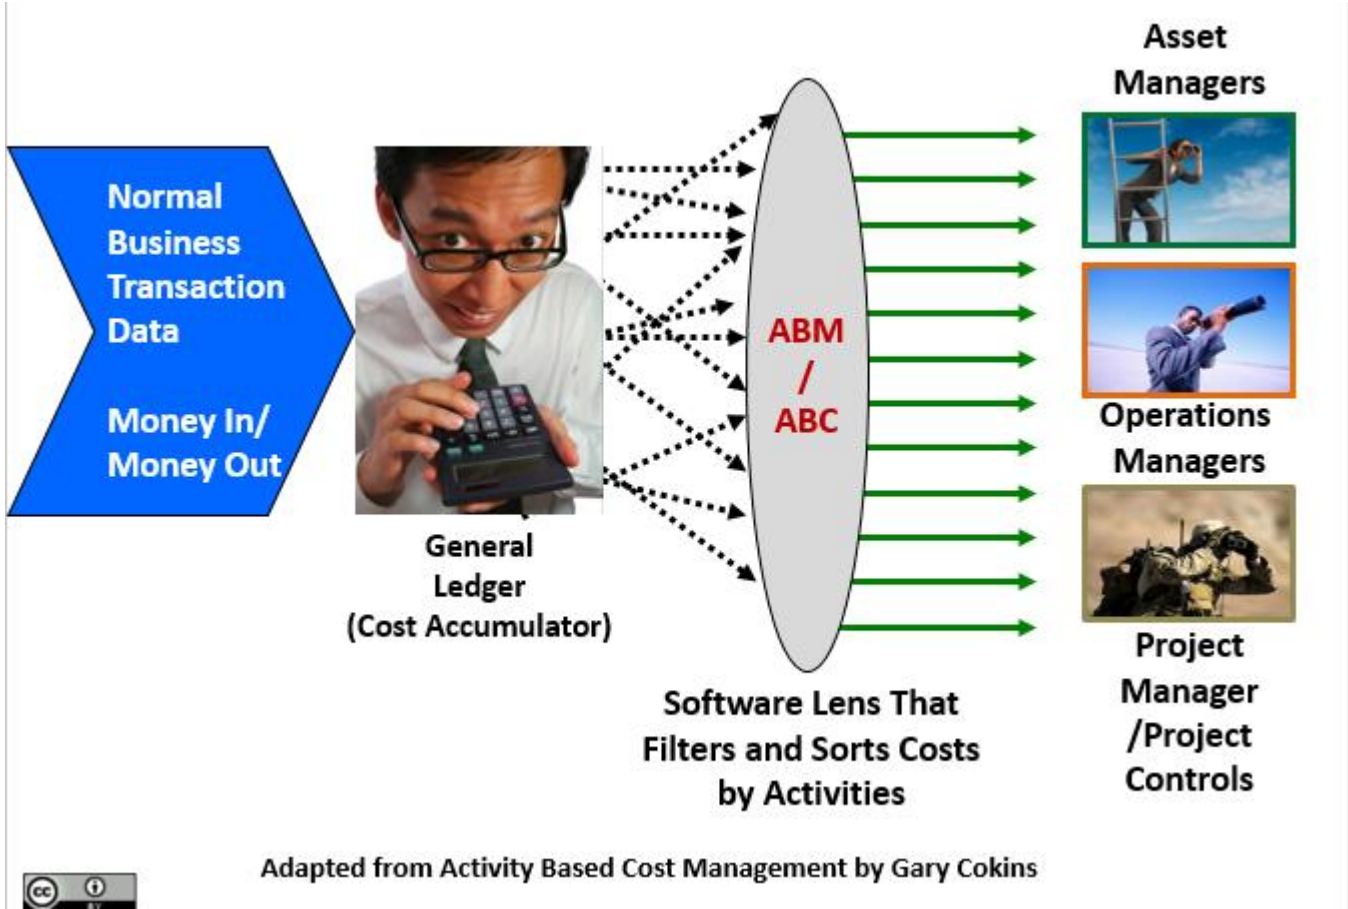 Asset
Managers
Normal
Business
Transaction
Data
Money In/
Money Out
ABM
/
ABC
Operations
Managers
General
Ledger
(Cost Accumulator)
Project
Manager
/Project
Controls
Software Lens That
Filters and Sorts Costs
by Activities
Adapted from Activity Based Cost Management by Gary Cokins
cc